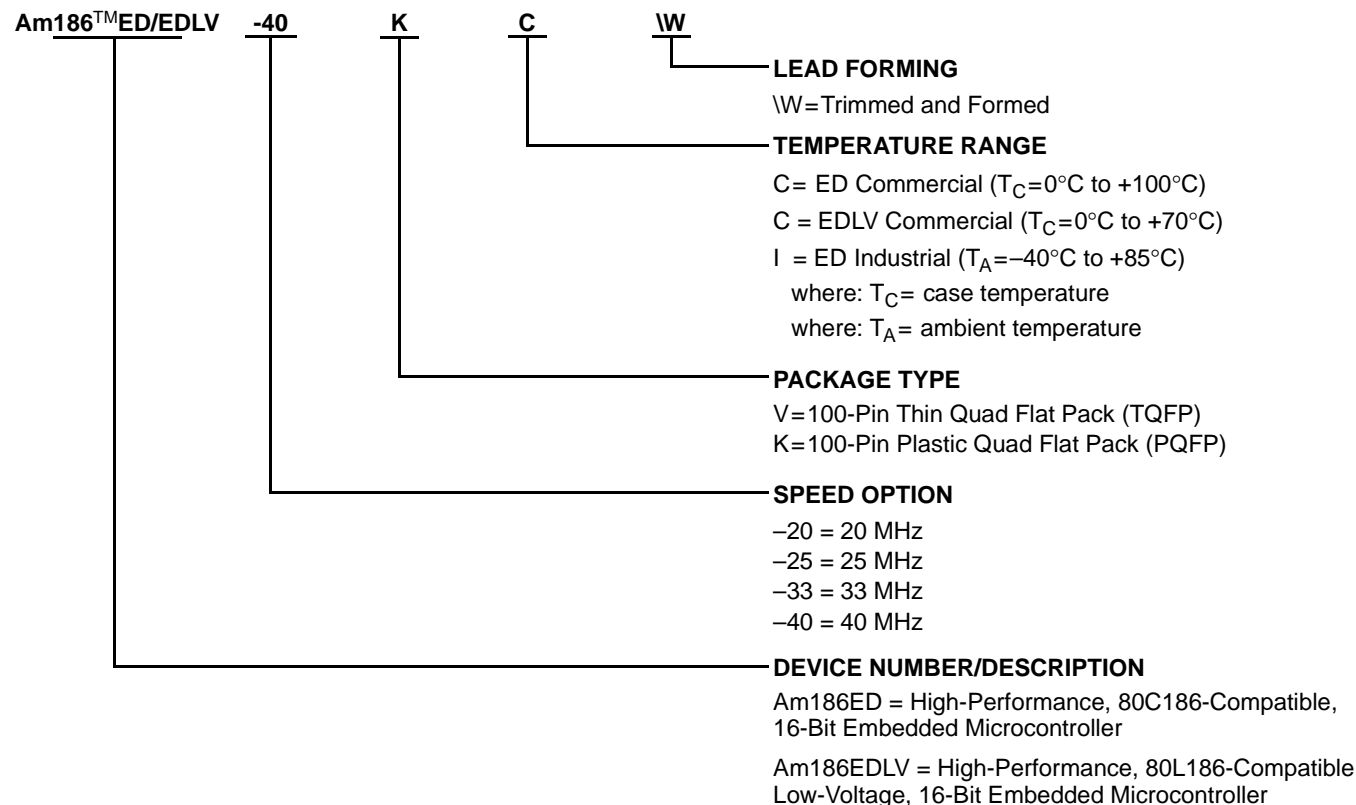 Am186™ED/EDLV -40 K C \W
LEAD FORMING
\W=Trimmed and Formed
TEMPERATURE RANGE
C= ED Commercial (TC=0°C to +100°C)
C = EDLV Commercial (TC=0°C to +70°C)
I = ED Industrial (TA=–40°C to +85°C)
where: TC= case temperature
where: TA= ambient temperature
PACKAGE TYPE
V=100-Pin Thin Quad Flat Pack (TQFP)
K=100-Pin Plastic Quad Flat Pack (PQFP)
SPEED OPTION
–20 = 20 MHz
–25 = 25 MHz
–33 = 33 MHz
–40 = 40 MHz
DEVICE NUMBER/DESCRIPTION
Am186ED = High-Performance, 80C186-Compatible,
16-Bit Embedded Microcontroller
Am186EDLV = High-Performance, 80L186-Compatible
Low-Voltage, 16-Bit Embedded Microcontroller